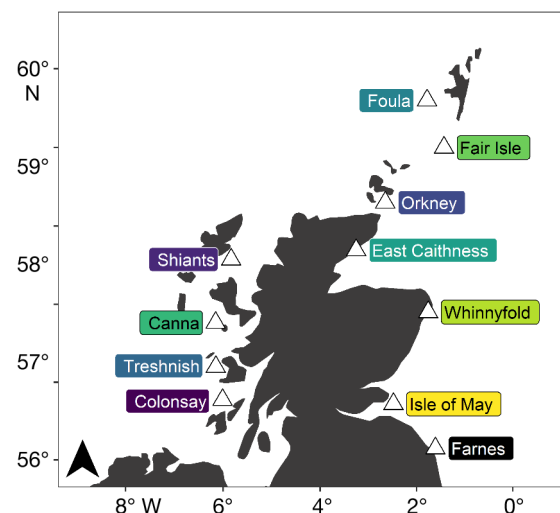 60°
N
Foula
59°
Fair Isle
Orkney
East Caithness
58°
Shiants
Whinnyfold
Canna
57°
Treshnish
Colonsay
Isle of May
Farnes
56°
8° W
6°
4°
2°
0°